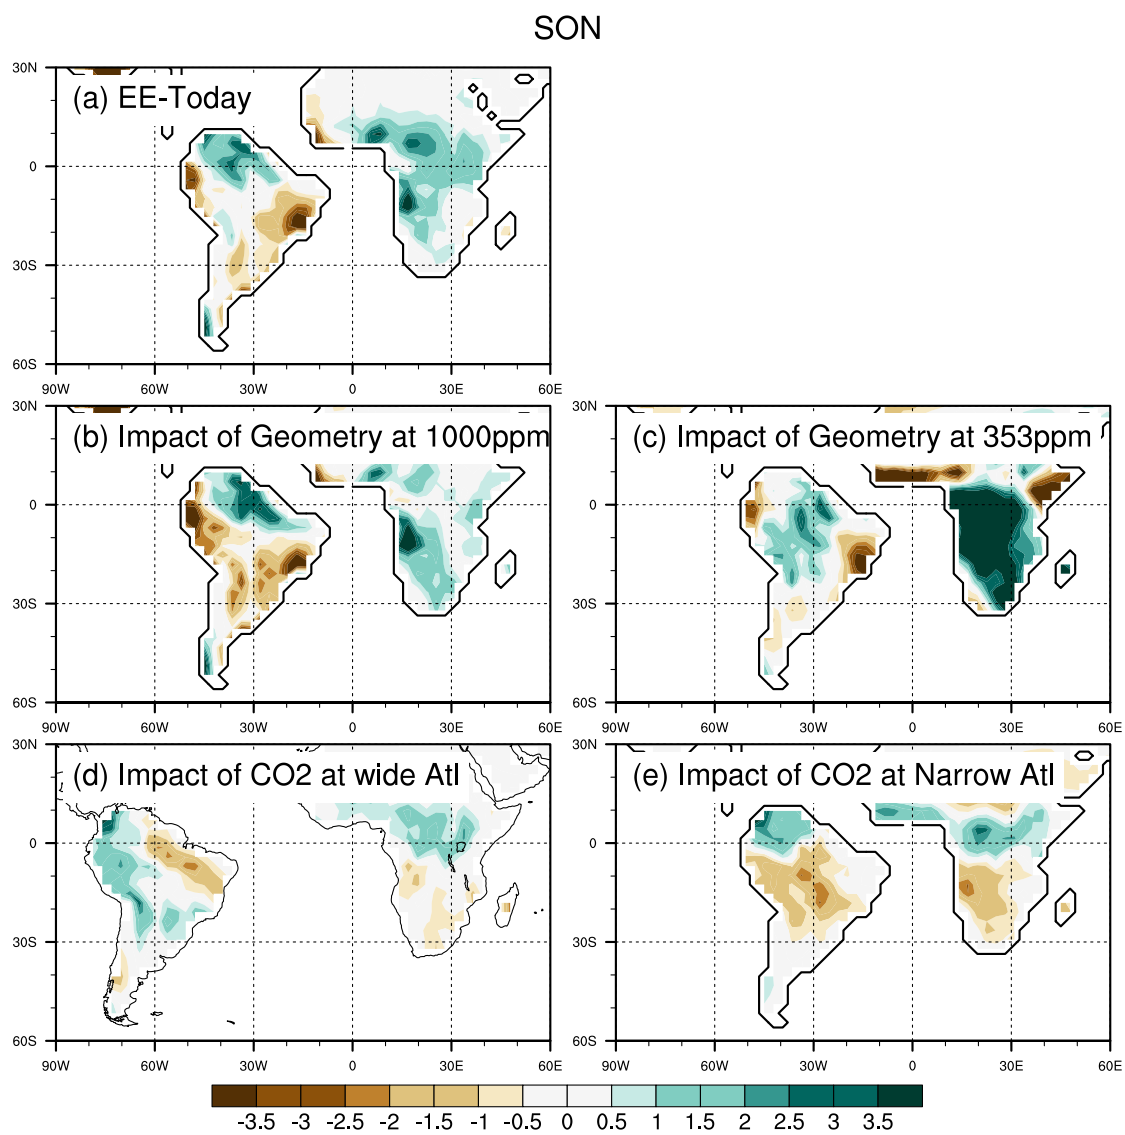 SON
(a) EE-Today
30N
0
30S
60S
90W 60W 30W 0 30E 60E
(b) Impact of Geometry at 1000ppm
30N
0
30S
60S
90W 60W 30W 0 30E 60E
(c) Impact of Geometry at 353ppm
30N
0
30S
60S
90W 60W 30W 0 30E 60E
(d) Impact of CO2 at wide Atl
30N
0
30S
60S
90W 60W 30W 0 30E 60E
(e) Impact of CO2 at Narrow Atl
30N
0
30S
60S
90W 60W 30W 0 30E 60E
-3.5 -3 -2.5 -2 -1.5 -1 -0.5 0 0.5 1 1.5 2 2.5 3 3.5